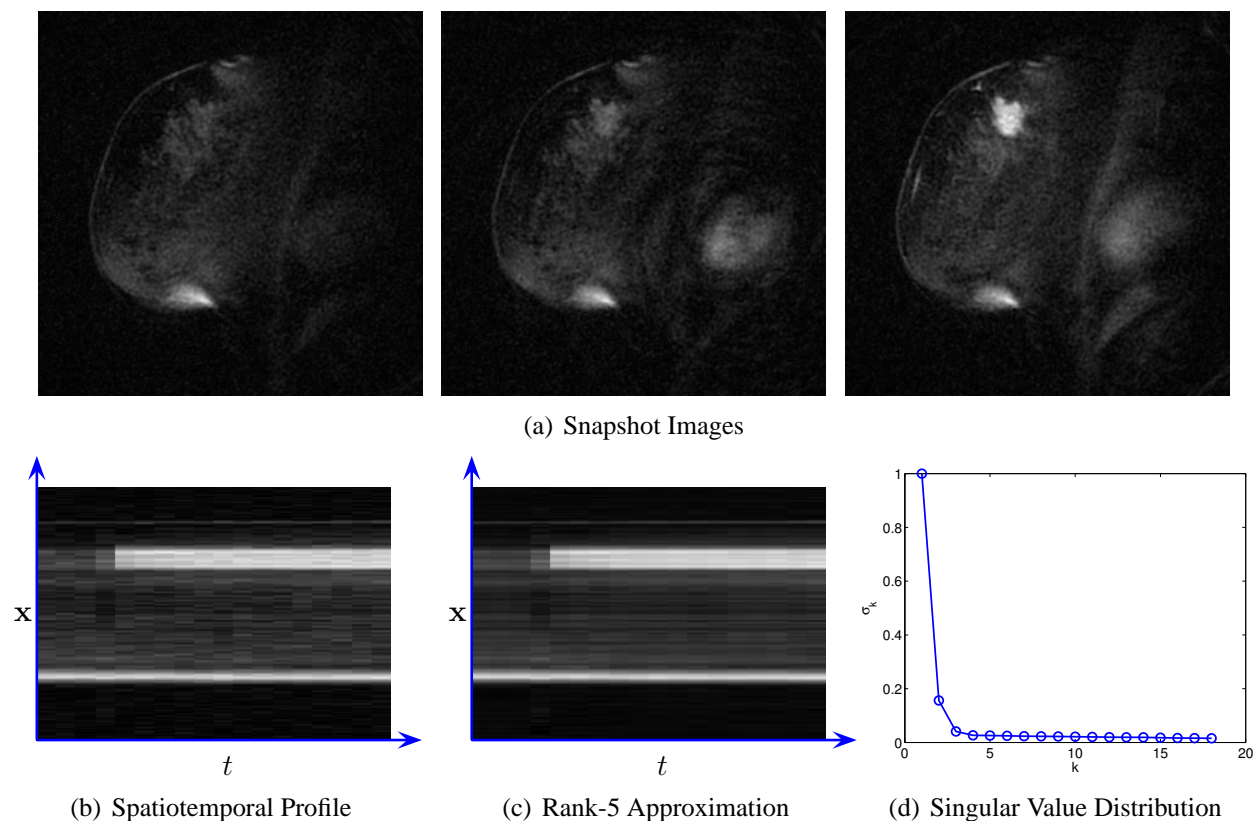 (a) Snapshot Images
x
t
(b) Spatiotemporal Profile
x
t
(c) Rank-5 Approximation
1
0.8
0.6
0.4
0.2
0
σk
0 5 10 15 20
k
(d) Singular Value Distribution